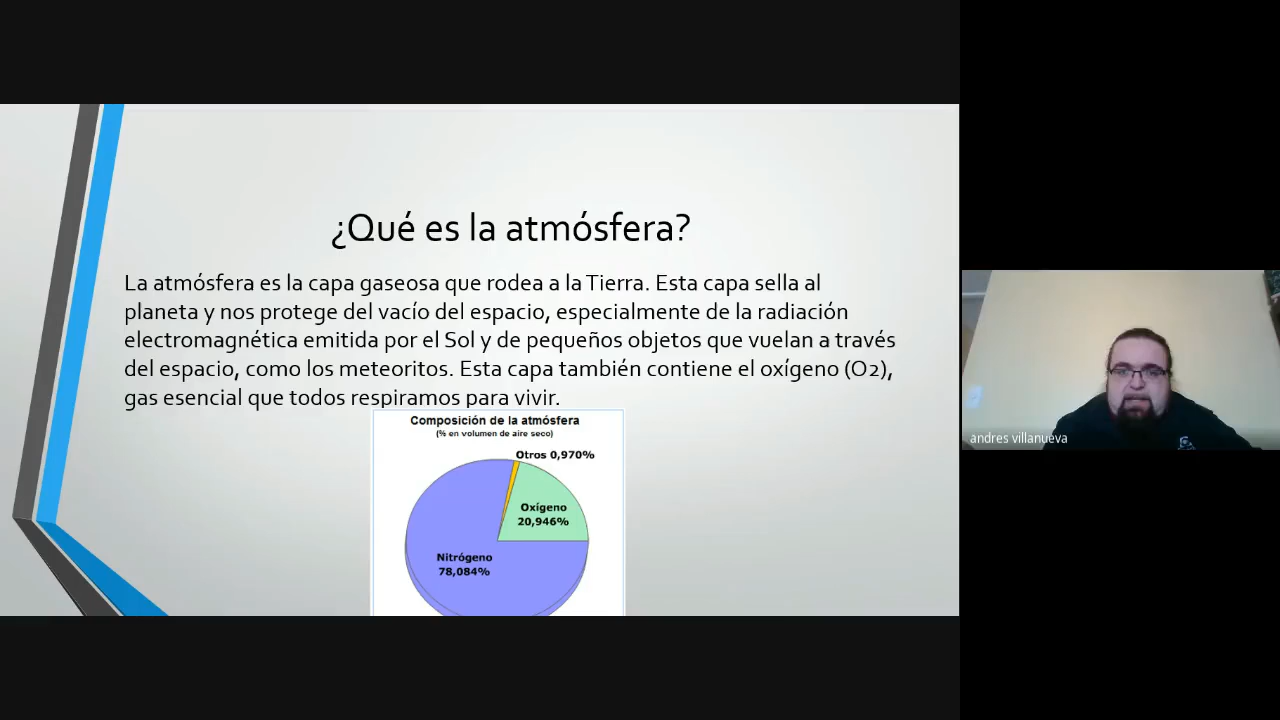 ¿Qué es la atmósfera?
La atmósfera es la capa gaseosa que rodea a la Tierra. Esta capa sella al
planeta y nos protege del vacío del espacio, especialmente de la radiación
electromagnética emitida por el Sol y de pequeños objetos que vuelan a través
del espacio, como los meteoritos. Esta capa también contiene el oxígeno (O2),
gas esencial que todos respiramos para vivir.
Composición de la atmósfera
(% en volumen de aire seco)
Otros 0,970%
Oxígeno
20,946%
Nitrógeno
78,084%
andres villanueva